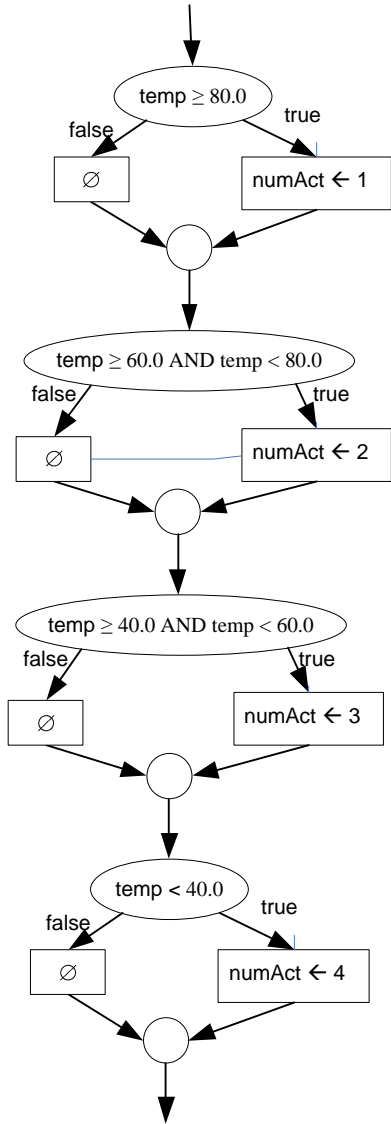 temp ≥ 80.0
false
true
∅
numAct ← 1
temp ≥ 60.0 AND temp < 80.0
false
true
∅
numAct ← 2
temp ≥ 40.0 AND temp < 60.0
false
true
∅
numAct ← 3
temp < 40.0
false
true
∅
numAct ← 4